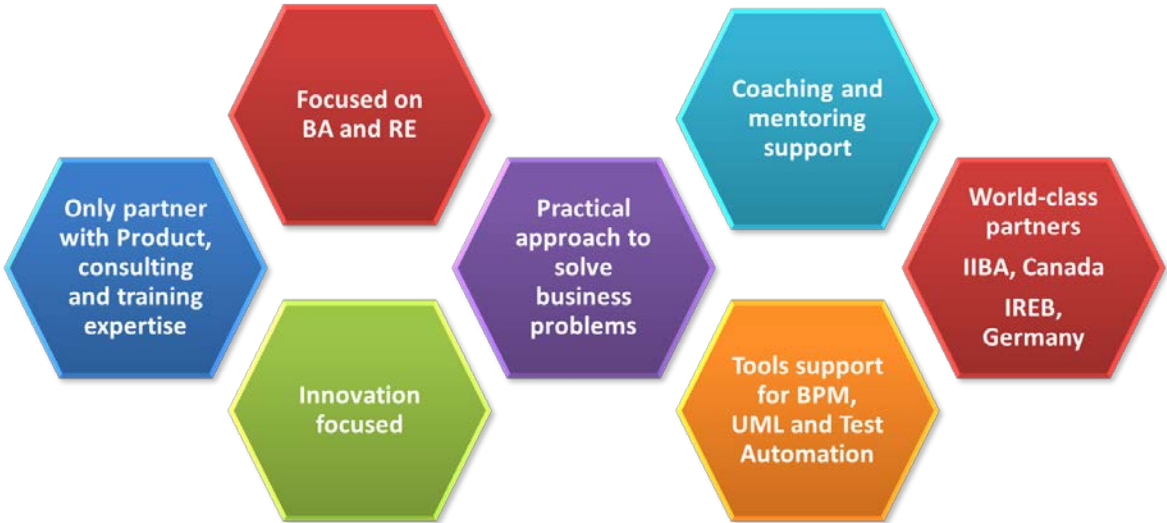 Focused on
BA and RE
Coaching and
mentoring
support
Only partner
with Product,
consulting
and training
expertise
Practical
approach to
solve
business
problems
World-class
partners
IIBA, Canada
IREB,
Germany
Innovation
focused
Tools support
for BPM,
UML and Test
Automation